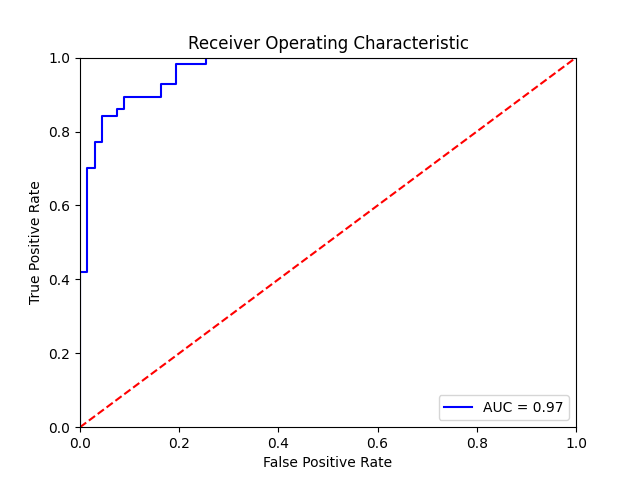 Receiver Operating Characteristic
1.0
0.8
0.6
0.4
0.2
0.0
True Positive Rate
AUC = 0.97
0.0 0.2 0.4 0.6 0.8 1.0
False Positive Rate